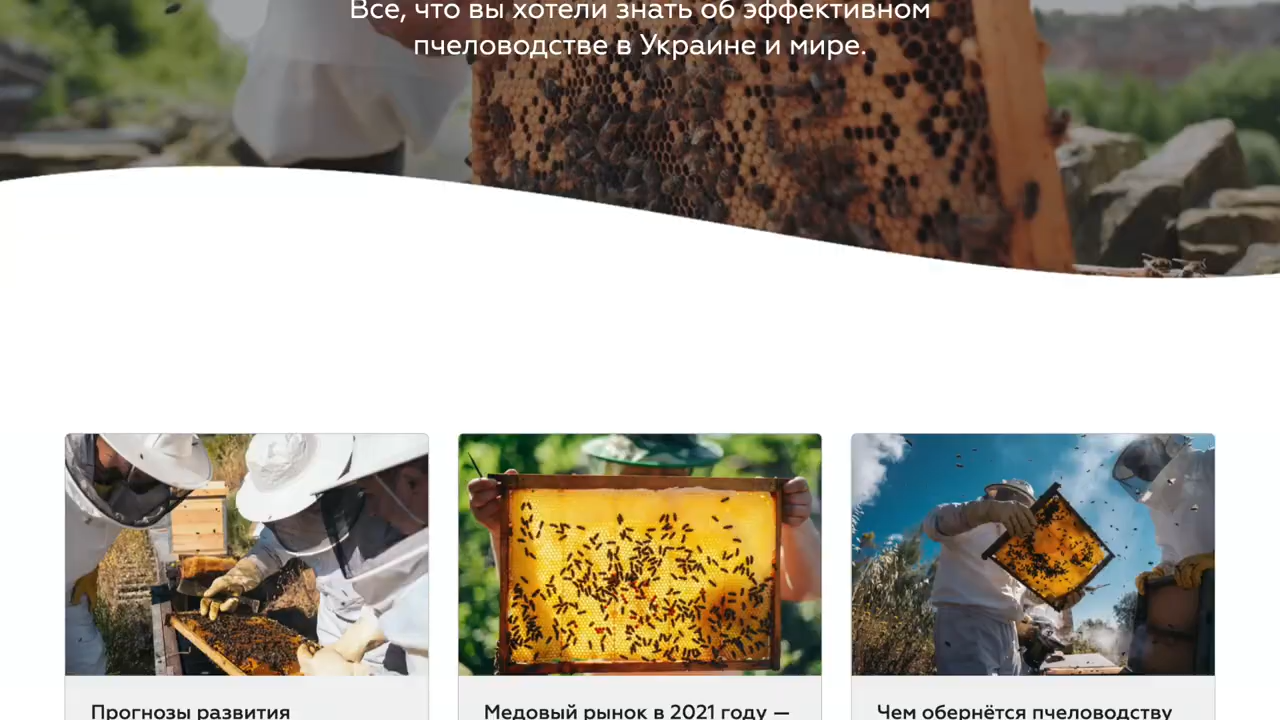 Все, что вы хотели знать об эффективном
пчеловодстве в Украине и мире.
Прогнозы развития
Медовый рынок в 2021 году —
Чем обернётся пчеловодству